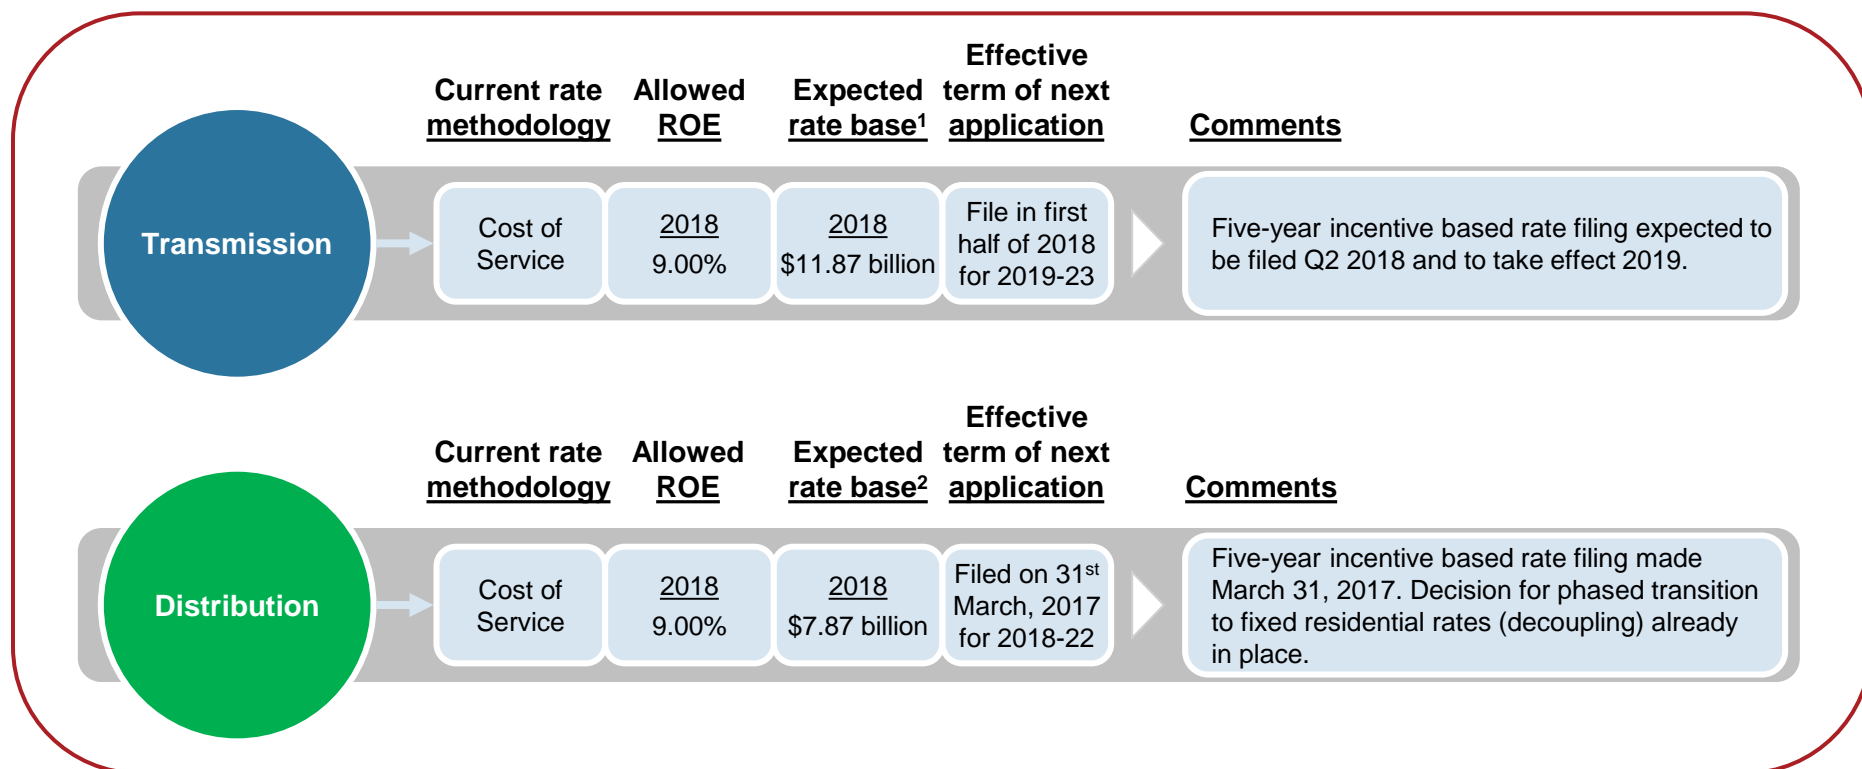 Current rate
methodology
Allowed
ROE
Expected
rate base1
Effective
term of next
application
Comments
Transmission
Cost of
Service
2018
9.00%
2018
$11.87 billion
File in first
half of 2018
for 2019-23
Five-year incentive based rate filing expected to
be filed Q2 2018 and to take effect 2019.
Current rate
methodology
Allowed
ROE
Expected
rate base2
Effective
term of next
application
Comments
Distribution
Cost of
Service
2018
9.00%
2018
$7.87 billion
Filed on 31st
March, 2017
for 2018-22
Five-year incentive based rate filing made
March 31, 2017. Decision for phased transition
to fixed residential rates (decoupling) already
in place.